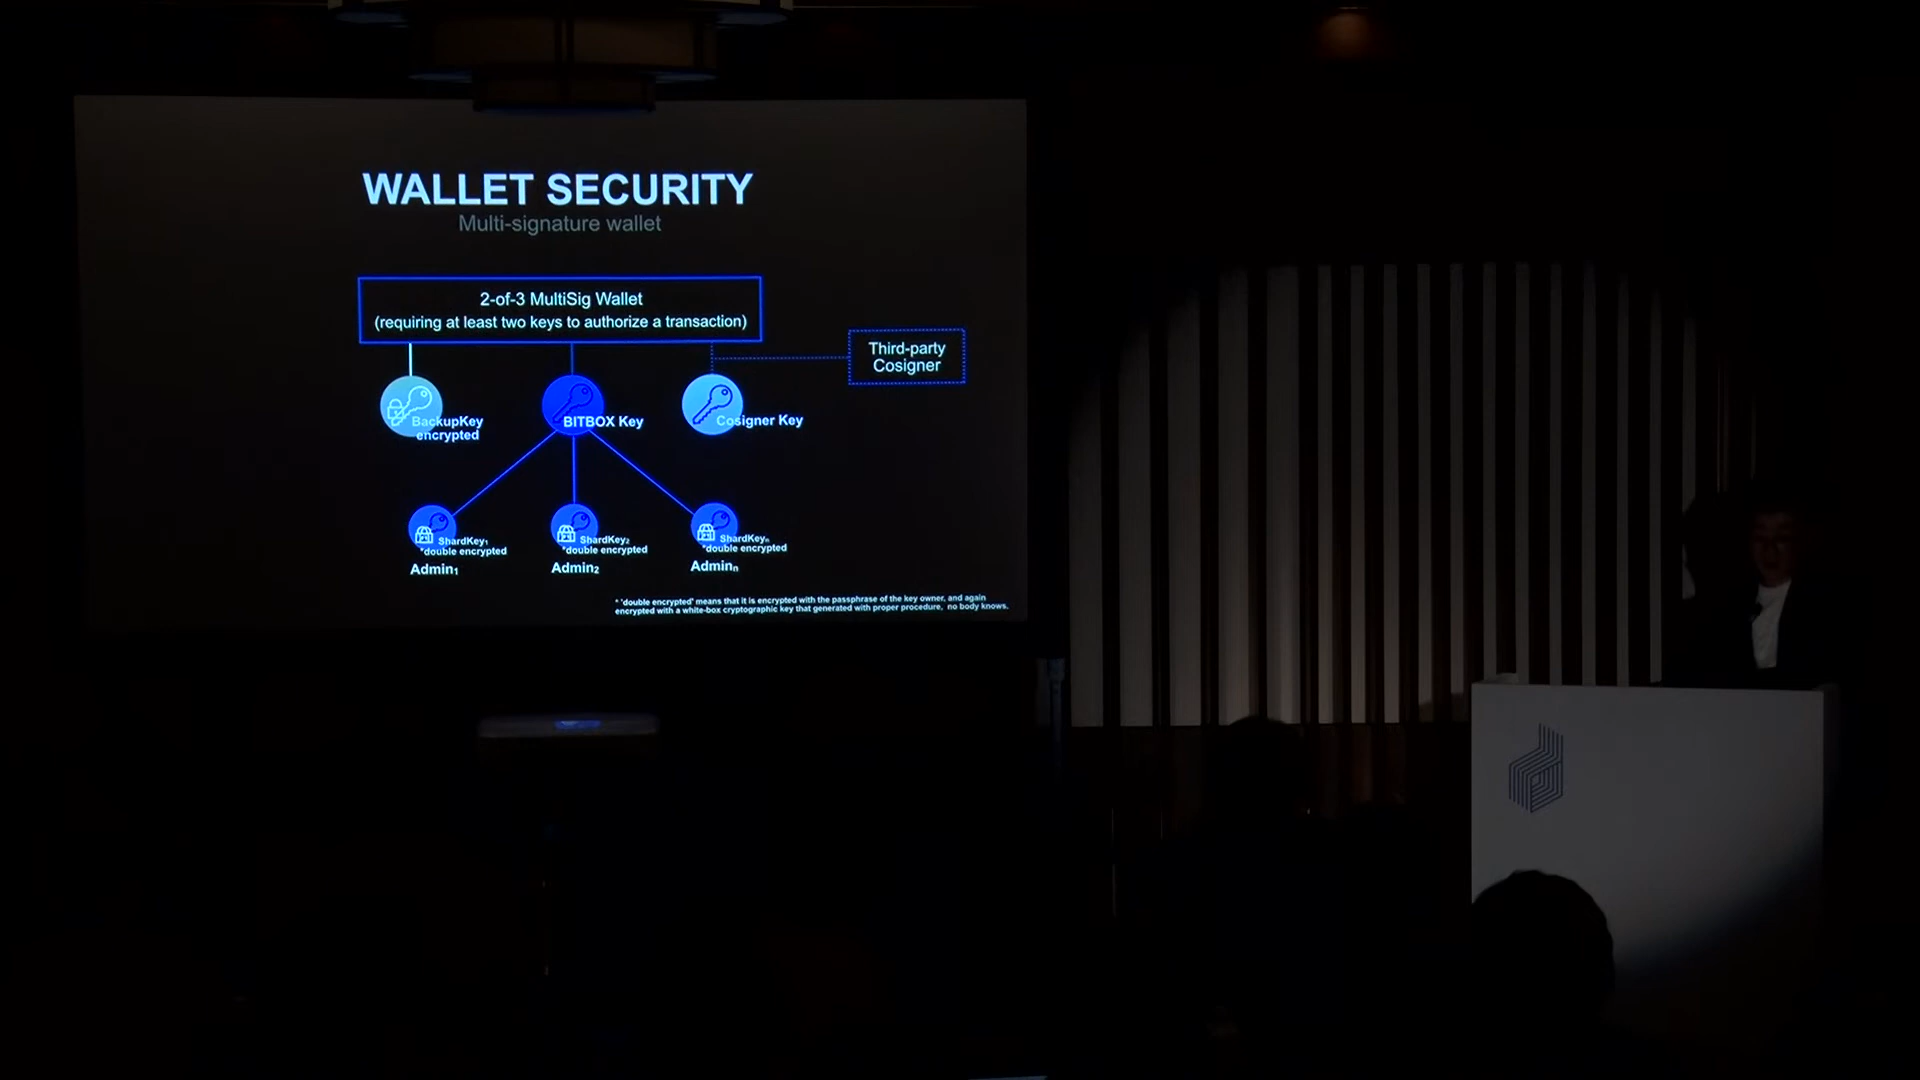 WALLET SECURITY
Multi-signature wallet
2-of-3 MultiSig Wallet
(requiring at least two keys to authorize a transaction)
Third-party
Cosigner
BackupKey
encrypted
BITBOX Key
Cosigner Key
ShardKey₁
*double encrypted
Admin₁
ShardKey₂
*double encrypted
Admin₂
ShardKeyₙ
*double encrypted
Adminₙ
* "double encrypted" means that it is encrypted with the passphrase of the key owner, and again
encrypted with a white-box cryptographic key that generated with proper procedure, no body knows.